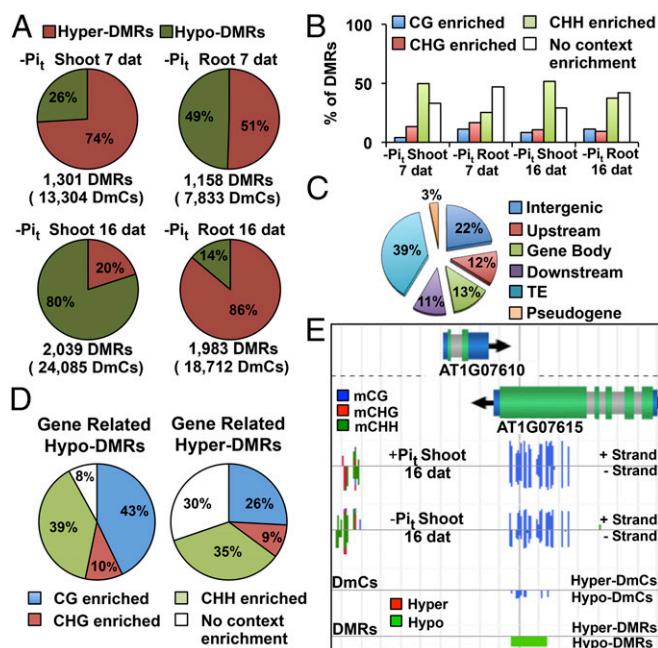 A
Hyper-DMRs
Hypo-DMRs
-Pit Shoot 7 dat
-Pit Root 7 dat
26%
74%
49%
51%
1,301 DMRs
( 13,304 DmCs)
1,158 DMRs
( 7,833 DmCs)
-Pit Shoot 16 dat
-Pit Root 16 dat
20%
80%
14%
86%
2,039 DMRs
( 24,085 DmCs)
1,983 DMRs
( 18,712 DmCs)
B
CG enriched
CHH enriched
CHG enriched
No context
enrichment
% of DMRs
100
50
0
-Pit Shoot
7 dat
-Pit Root
7 dat
-Pit Shoot
16 dat
-Pit Root
16 dat
C
3%
22%
12%
13%
11%
39%
Intergenic
Upstream
Gene Body
Downstream
TE
Pseudogene
D
Gene Related
Hypo-DMRs
Gene Related
Hyper-DMRs
8%
43%
39%
10%
30%
26%
9%
35%
CG enriched
CHH enriched
CHG enriched
No context
enrichment
E
AT1G07610
mCG
mCHG
mCHH
AT1G07615
+Pit Shoot
16 dat
+ Strand
- Strand
-Pit Shoot
16 dat
+ Strand
- Strand
DmCs
Hyper-DmCs
Hypo-DmCs
Hyper
Hypo
DMRs
Hyper-DMRs
Hypo-DMRs